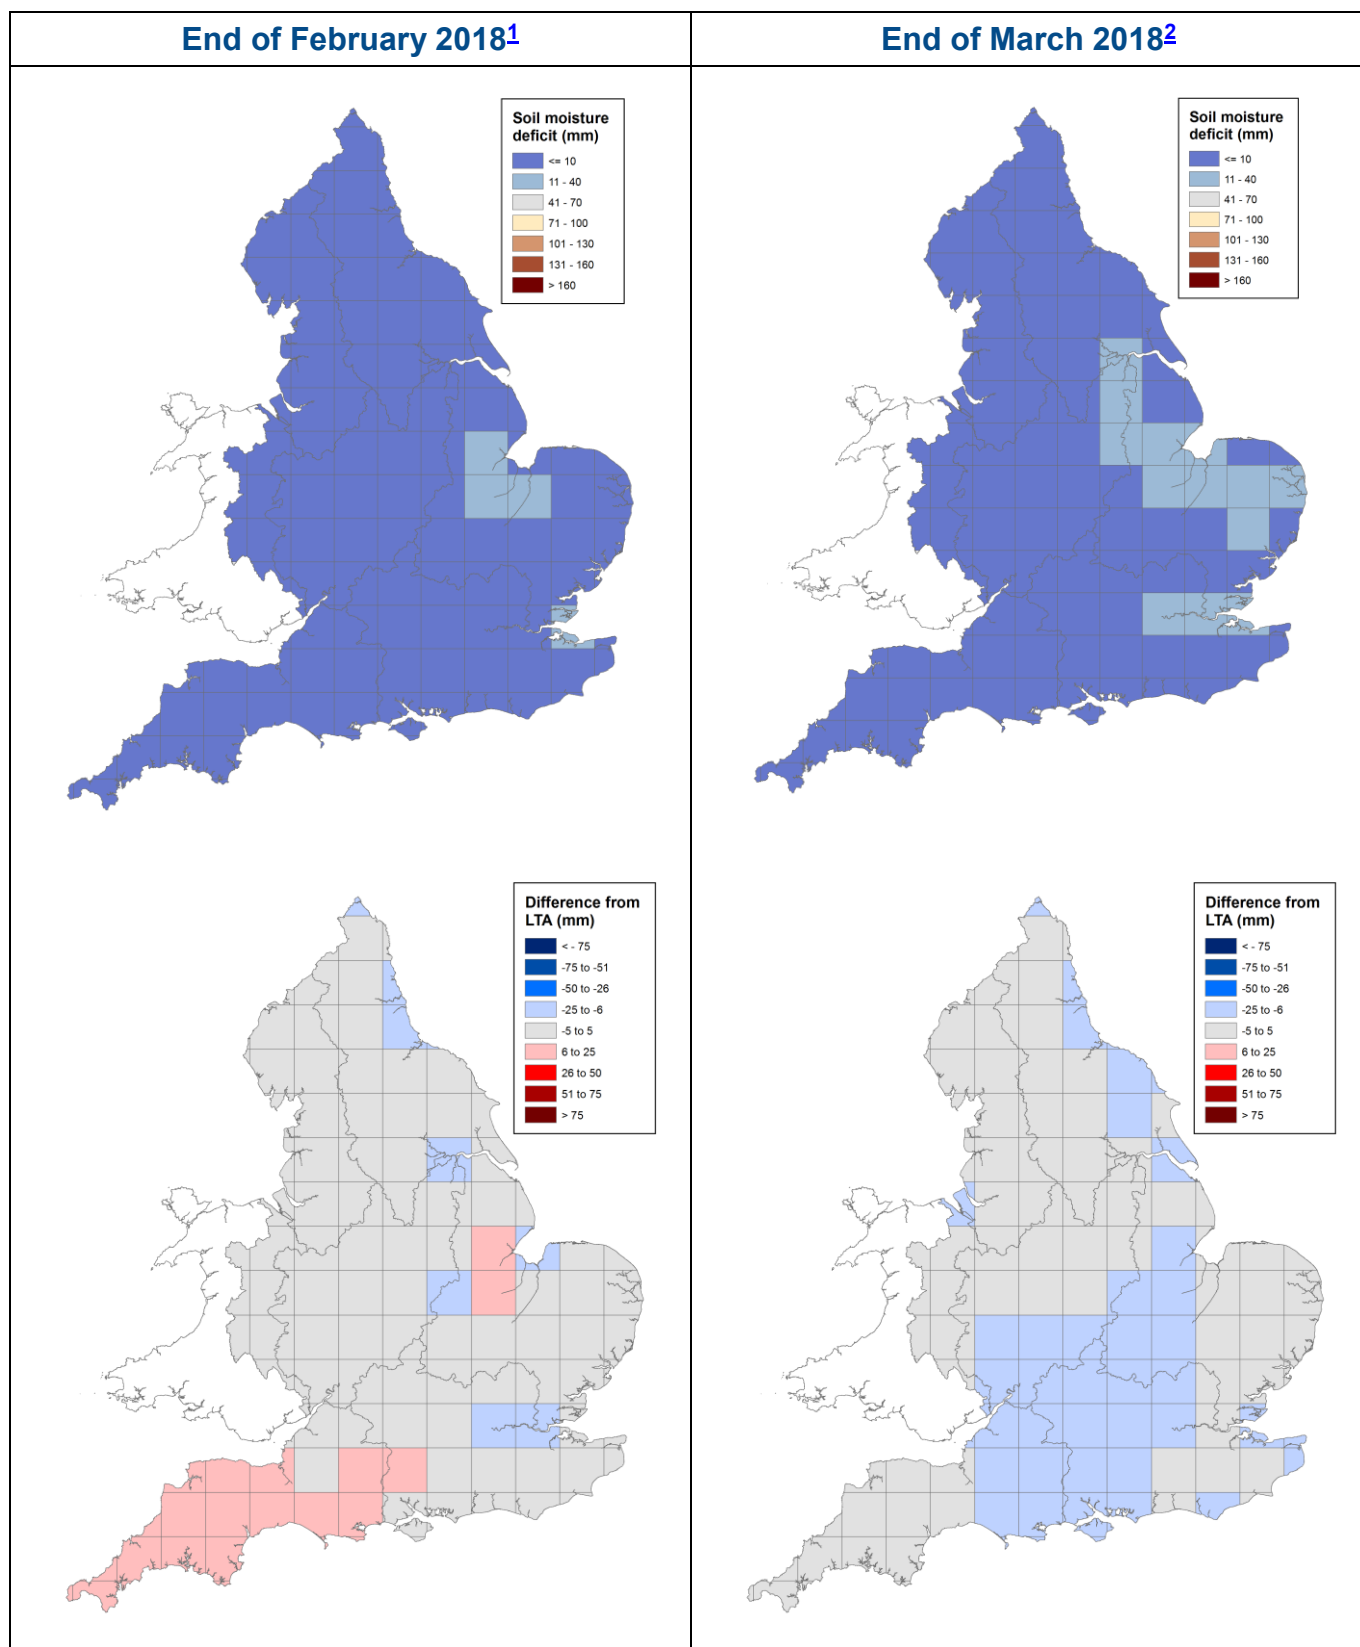 End of February 2018¹
End of March 2018²
Soil moisture
deficit (mm)
<= 10
11 - 40
41 - 70
71 - 100
101 - 130
131 - 160
> 160
Soil moisture
deficit (mm)
<= 10
11 - 40
41 - 70
71 - 100
101 - 130
131 - 160
> 160
Difference from
LTA (mm)
< - 75
-75 to -51
-50 to -26
-25 to -6
-5 to 5
6 to 25
26 to 50
51 to 75
> 75
Difference from
LTA (mm)
< - 75
-75 to -51
-50 to -26
-25 to -6
-5 to 5
6 to 25
26 to 50
51 to 75
> 75